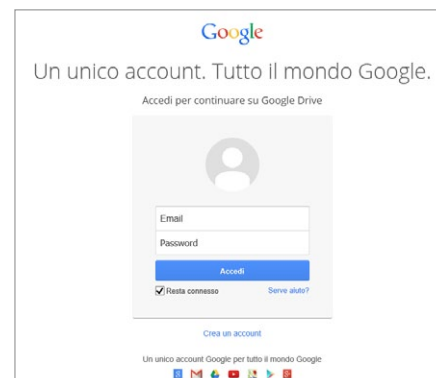 Google
Un unico account. Tutto il mondo Google.
Accedi per continuare su Google Drive
Email
Password
Accedi
Resta connesso
Serve aiuto?
Crea un account
Un unico account Google per tutto il mondo Google